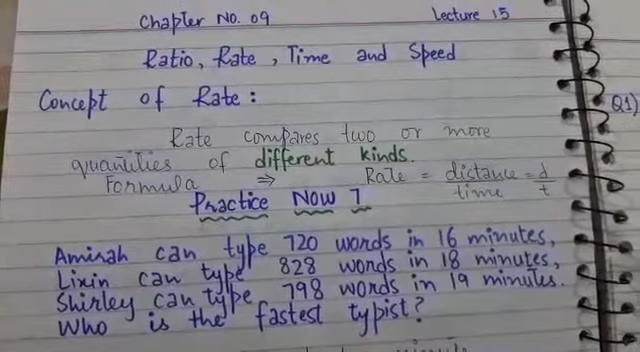 Chapter No. 09
Lecture 15
Ratio, Rate, Time and Speed
Concept of Rate:
Q1)
Rate compares two or more
quantities of different kinds.
Formula ⇒ Rate = distance/time = d/t
Practice Now 7
Amirah can type 720 words in 16 minutes,
Lixin can type 828 words in 18 minutes,
Shirley can type 798 words in 19 minutes.
Who is the fastest typist?